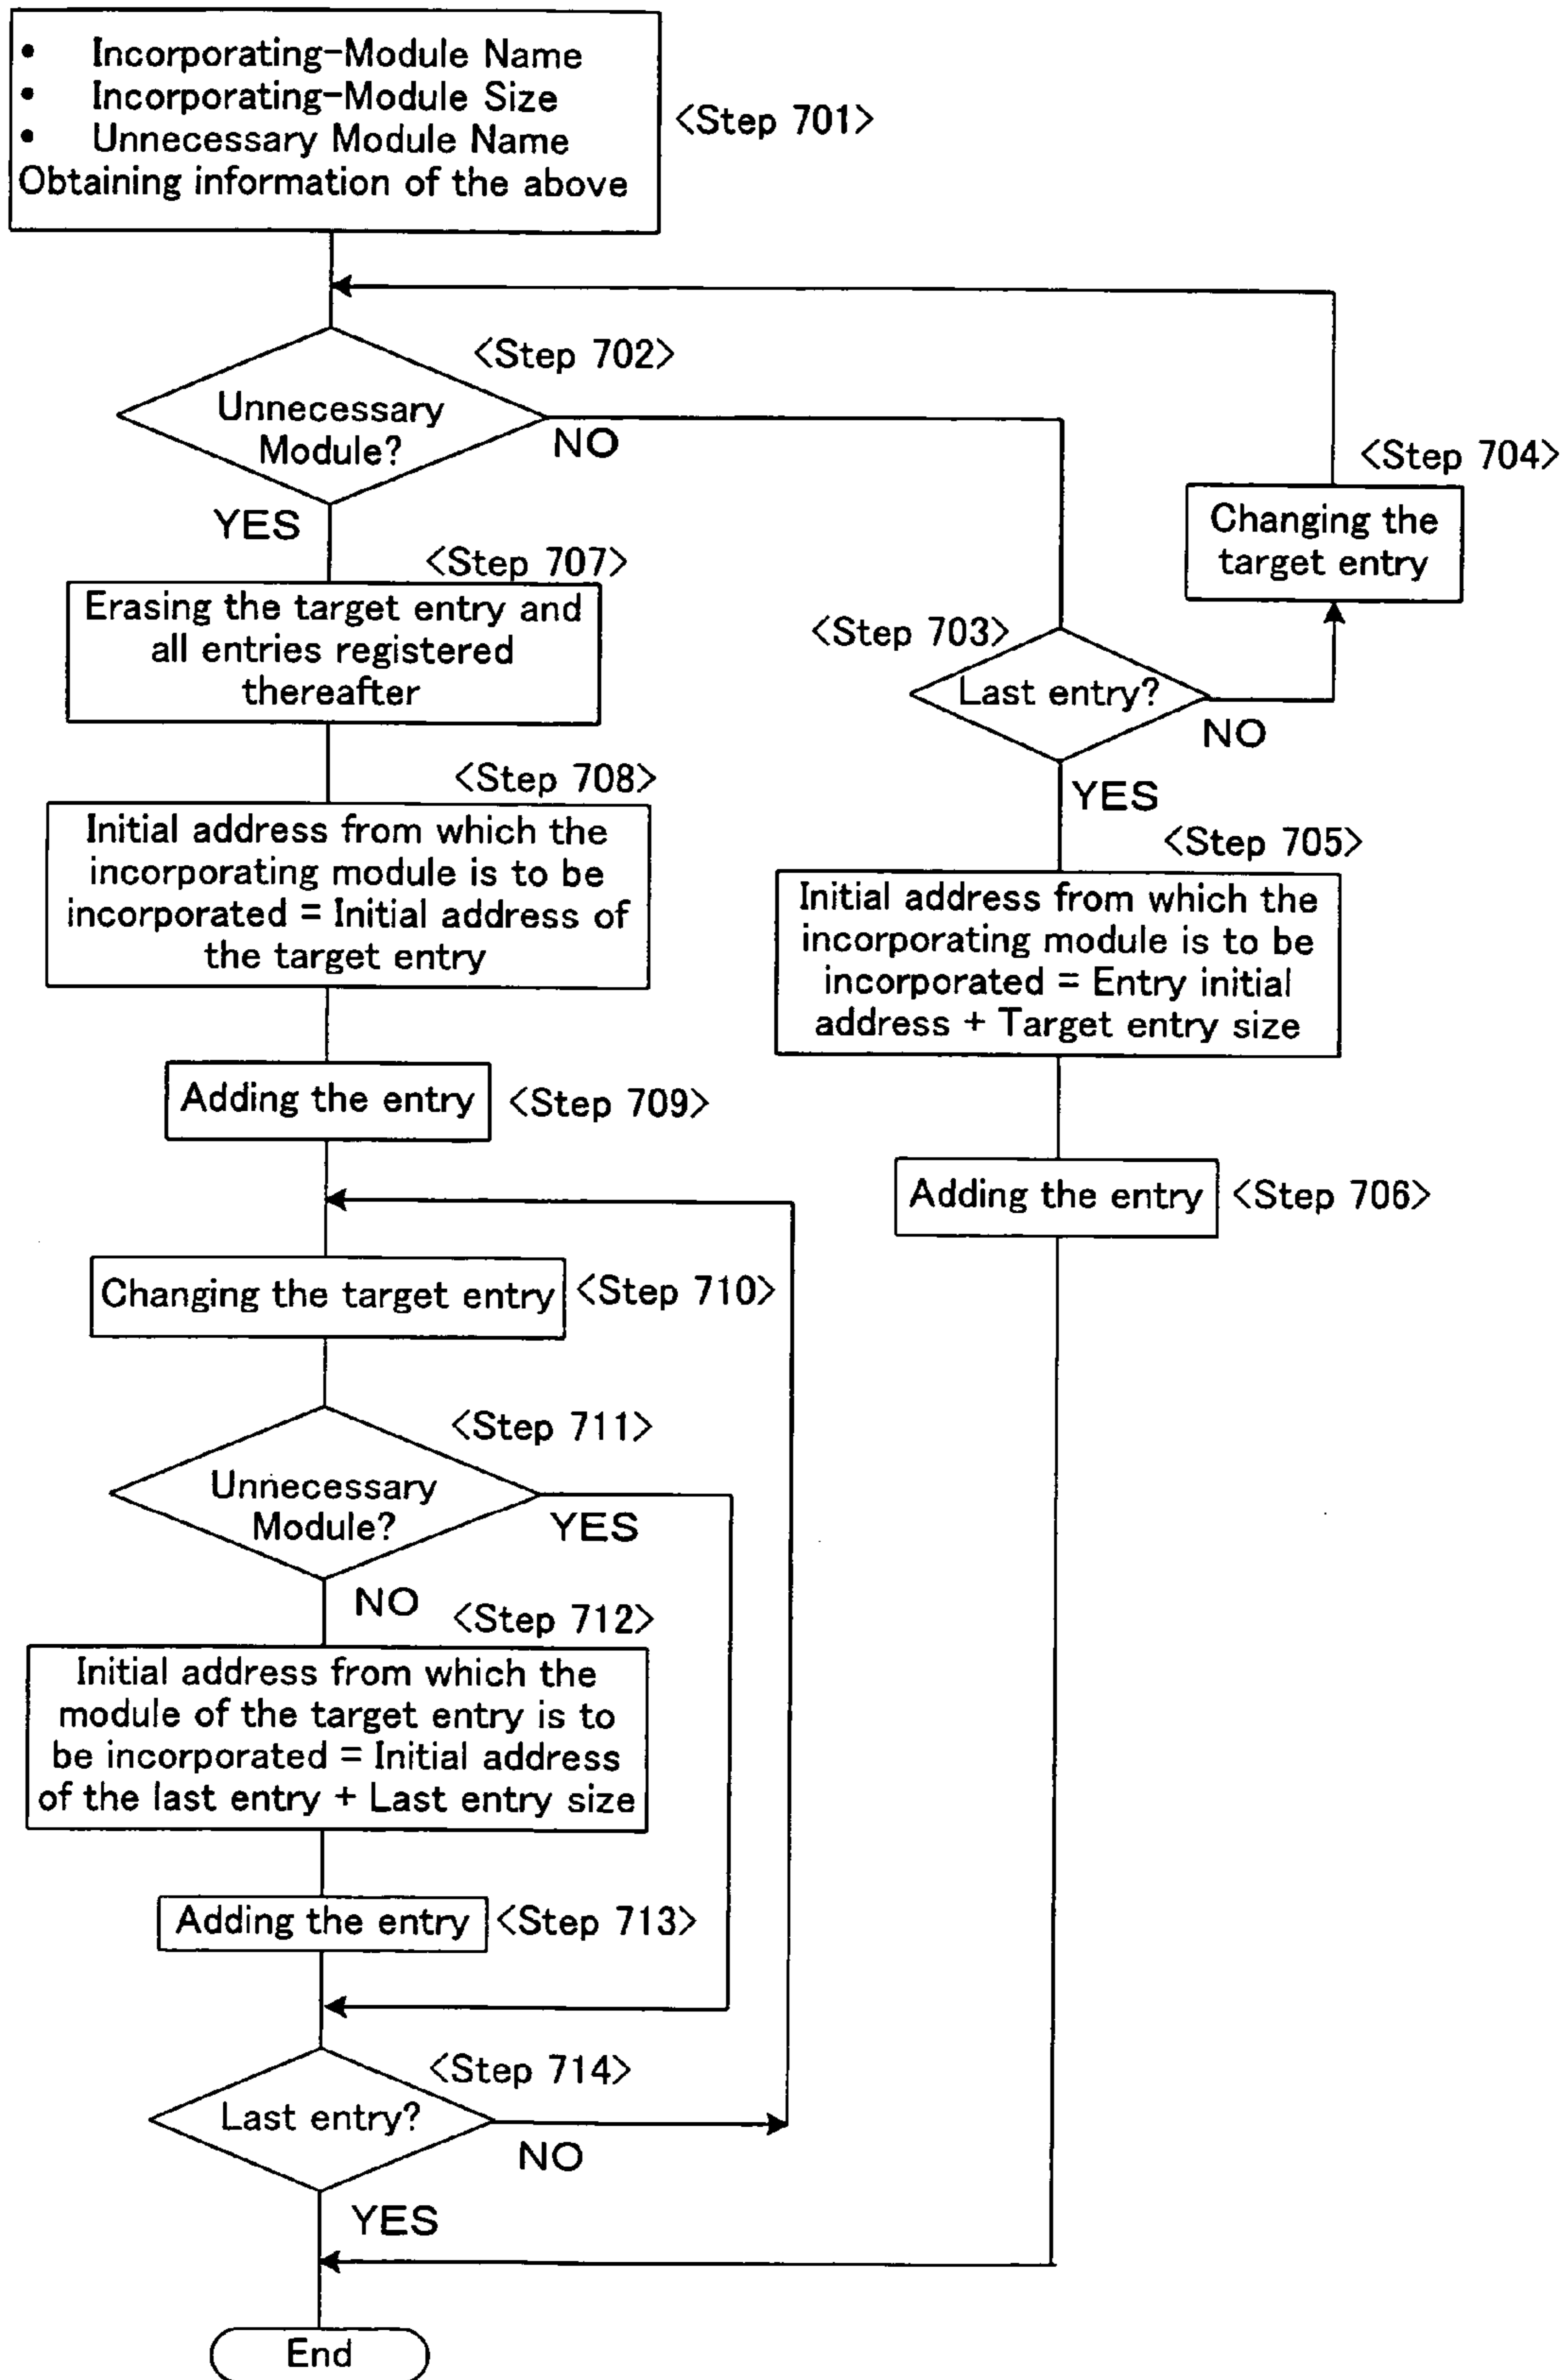 • Incorporating-Module Name
• Incorporating-Module Size
• Unnecessary Module Name
Obtaining information of the above
<Step 701>
<Step 702>
Unnecessary
Module?
NO
YES
<Step 704>
Changing the
target entry
<Step 703>
Last entry?
NO
YES
<Step 705>
Initial address from which the
incorporating module is to be
incorporated = Entry initial
address + Target entry size
Adding the entry
<Step 706>
<Step 707>
Erasing the target entry and
all entries registered
thereafter
<Step 708>
Initial address from which the
incorporating module is to be
incorporated = Initial address of
the target entry
Adding the entry
<Step 709>
Changing the target entry
<Step 710>
<Step 711>
Unnecessary
Module?
YES
NO
<Step 712>
Initial address from which the
module of the target entry is to
be incorporated = Initial address
of the last entry + Last entry size
Adding the entry
<Step 713>
<Step 714>
Last entry?
NO
YES
End